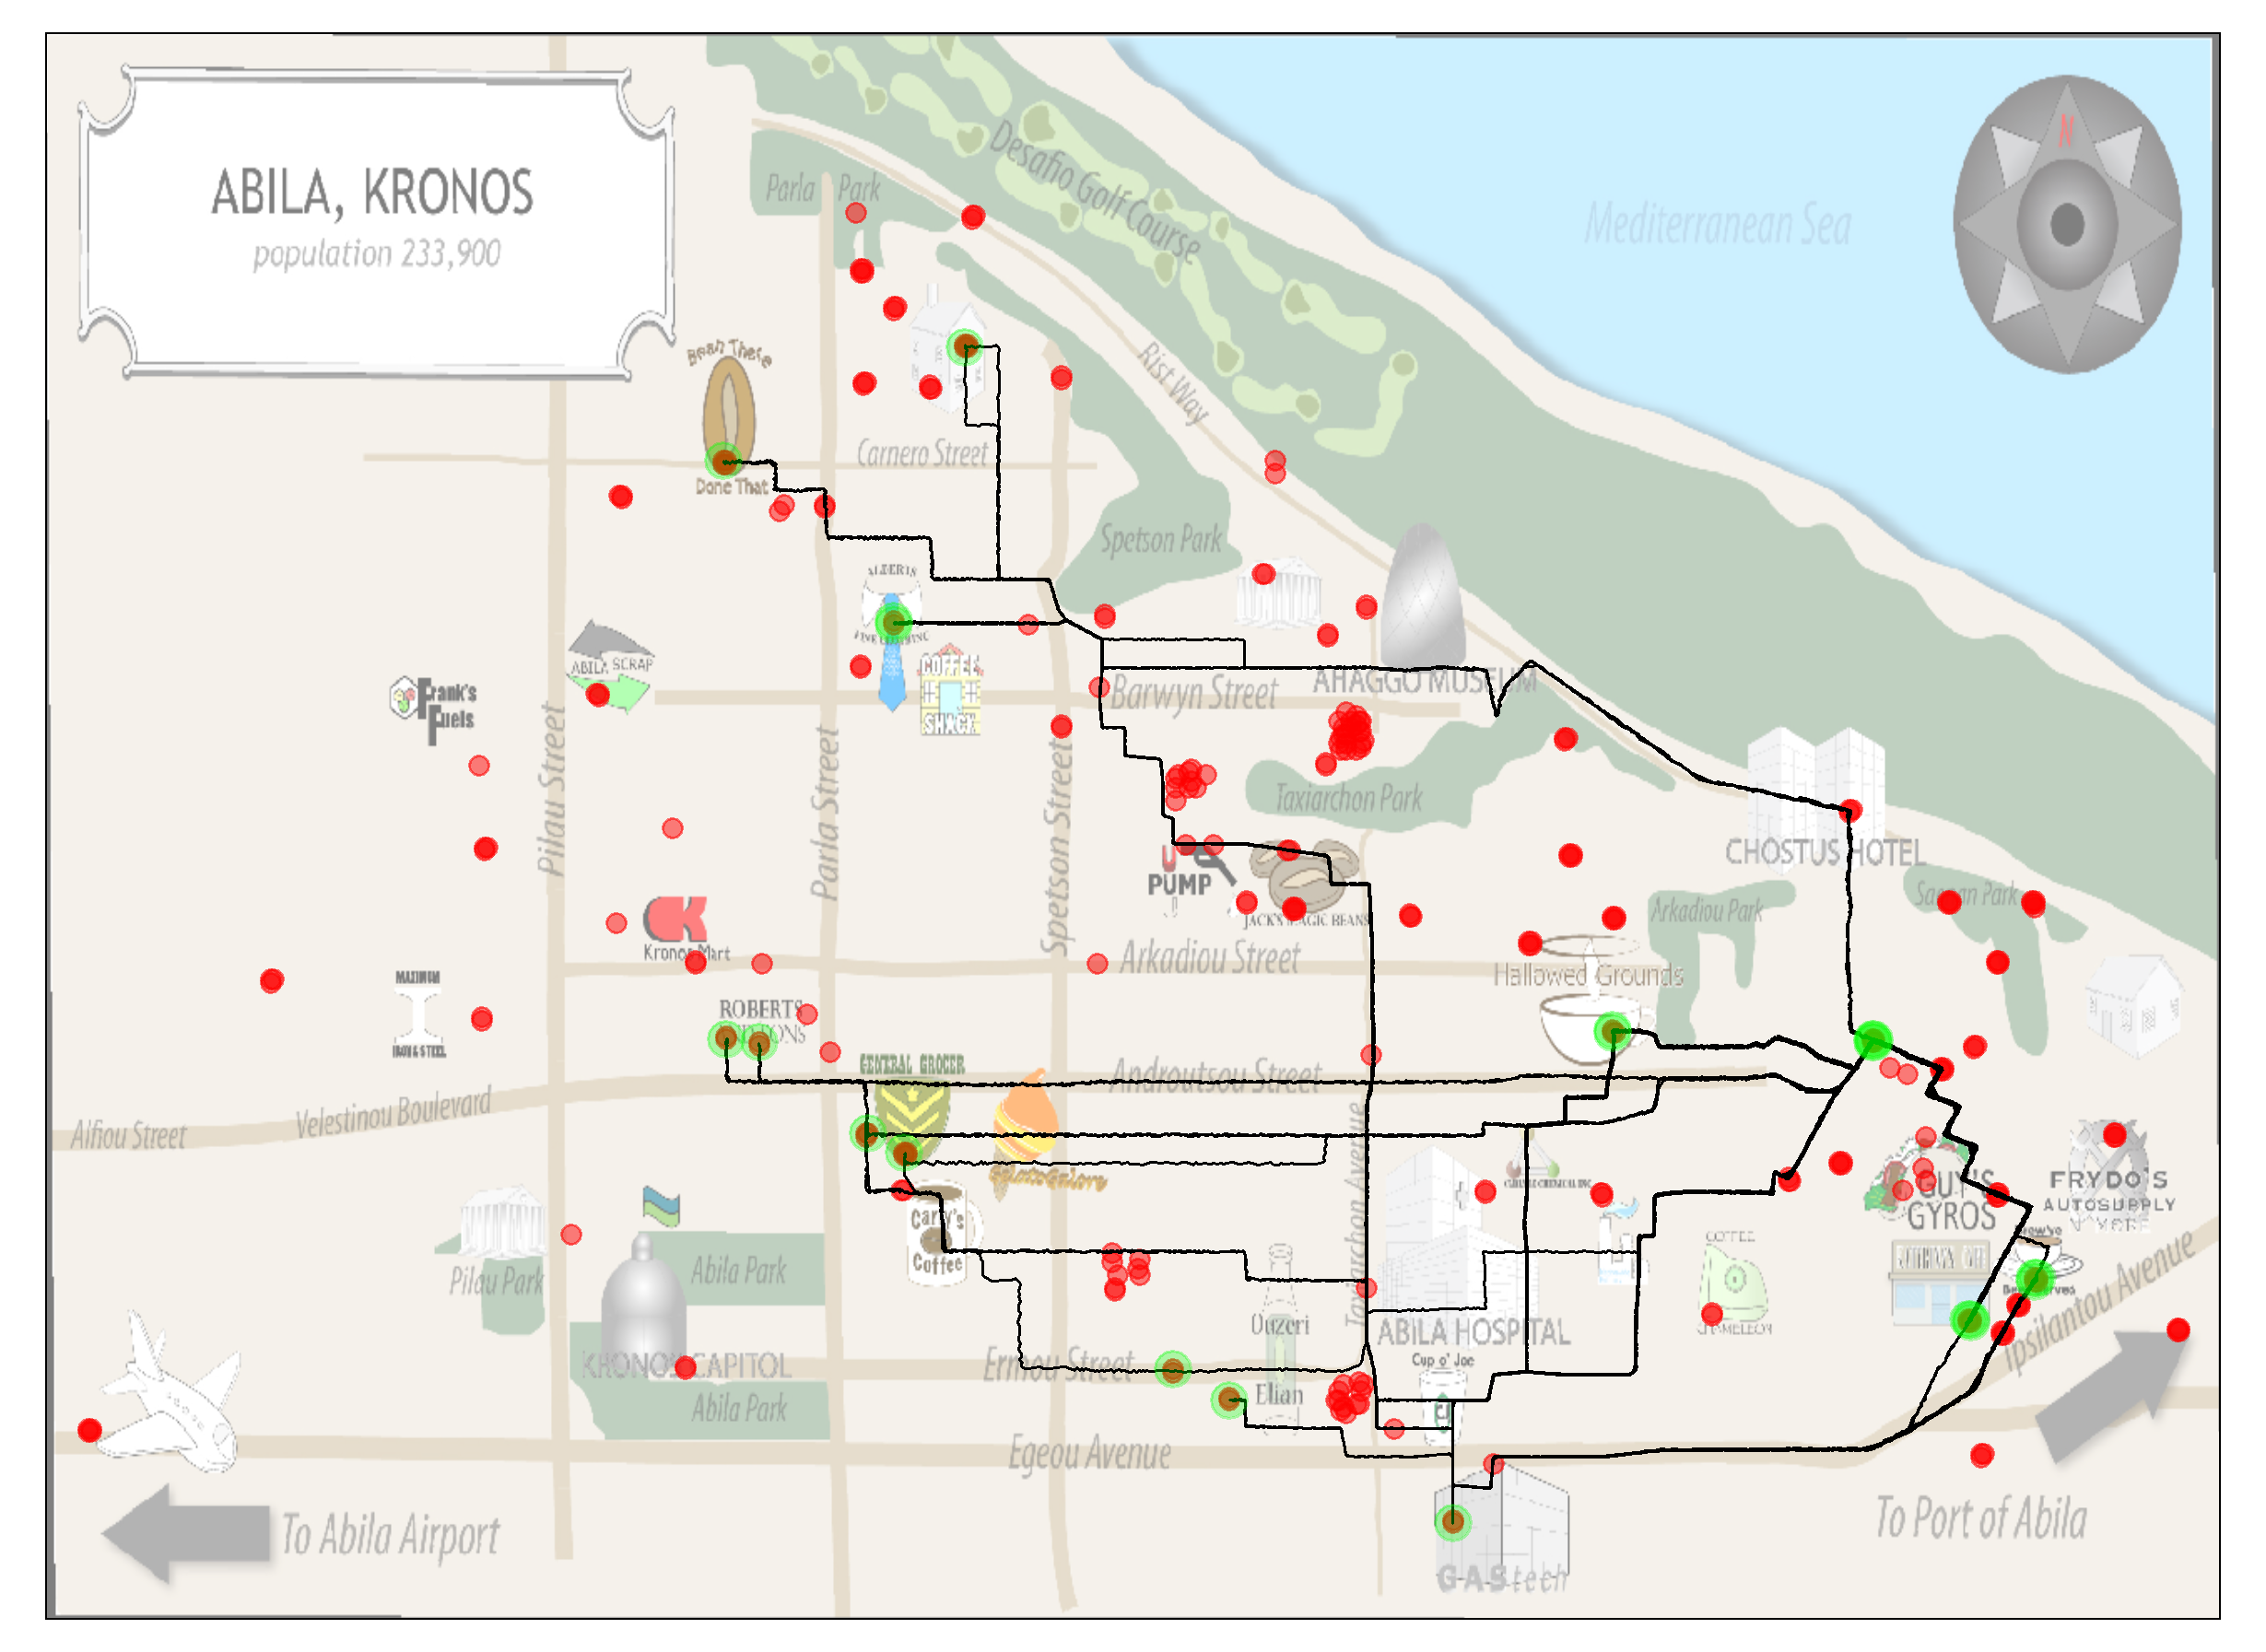 ABILA, KRONOS
population 233,900
N
Parla Park
Desafio Golf Course
Mediterranean Sea
Rist Way
Bean There
Done That
Carnero Street
Spetson Park
ALBERTS
FINE CLOTHING
ABILA SCRAP
COFFEE
SHACK
Frank's
Fuels
Barwyn Street
AHAGGO MUSEUM
Pilau Street
Parla Street
Spetson Street
Taxiarchon Park
CHOSTUS HOTEL
U
PUMP
JACK'S MAGIC BEANS
Arkadiou Park
Kronos Mart
Arkadiou Street
Hallowed Grounds
MAXIMUM
IRON & STEEL
ROBERTS
GENERAL GROCER
Androutsou Street
Alfiou Street
Velestinou Boulevard
Taxiarchon Avenue
GUY'S
GYROS
FRYDO'S
AUTOSUPPLY
N' MORE
Carly's
Coffee
Pilau Park
Abila Park
COFFEE
CHAMELEON
Ouzeri
Elian
ABILA HOSPITAL
Ipsilantou Avenue
KRONOS CAPITOL
Ermou Street
Cup o' Joe
Abila Park
Egeou Avenue
To Abila Airport
To Port of Abila
GAStech